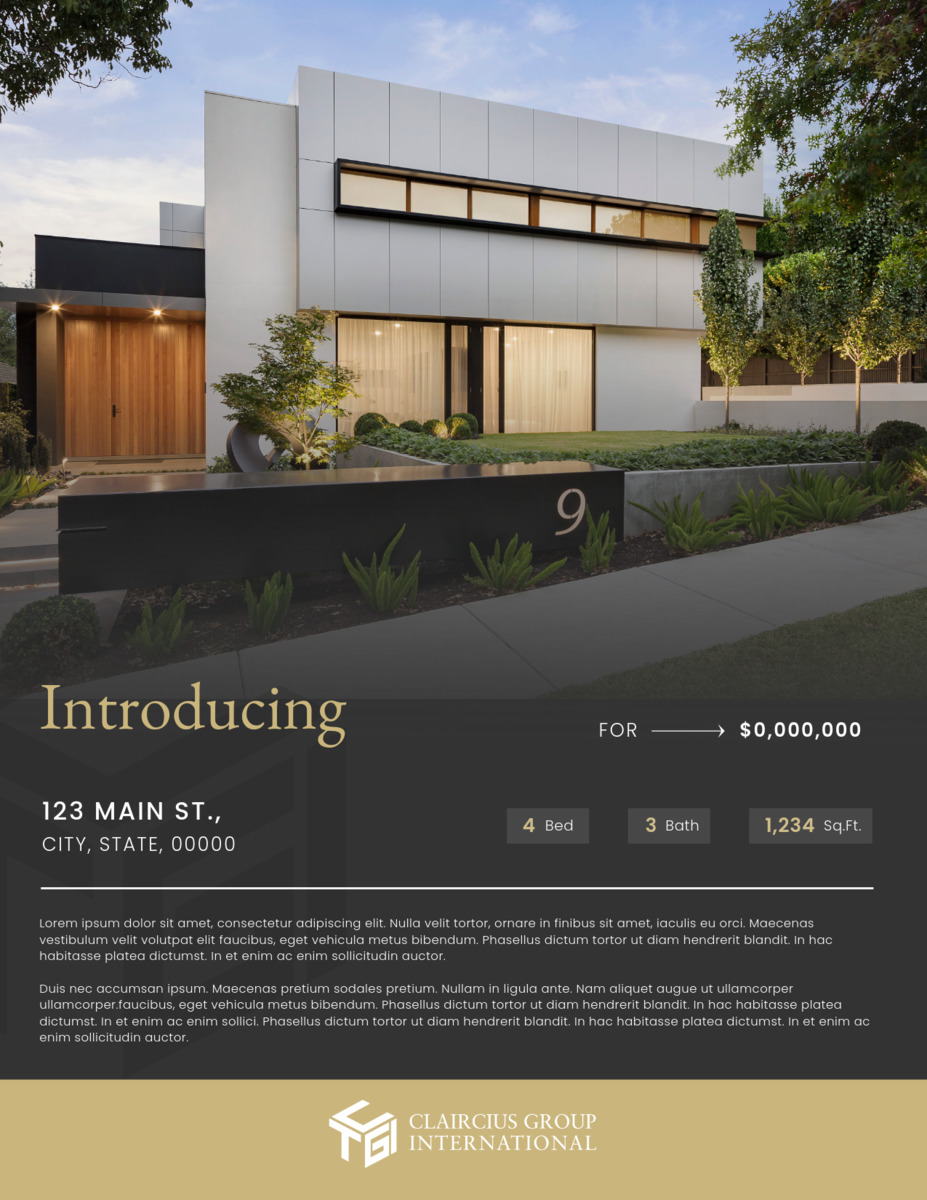 9
Introducing
FOR $0,000,000
123 MAIN ST.,
CITY, STATE, 00000
4 Bed 3 Bath 1,234 Sq.Ft.
Lorem ipsum dolor sit amet, consectetur adipiscing elit. Nulla velit tortor, ornare in finibus sit amet, iaculis eu orci. Maecenas
vestibulum velit volutpat elit faucibus, eget vehicula metus bibendum. Phasellus dictum tortor ut diam hendrerit blandit. In hac
habitasse platea dictumst. In et enim ac enim sollicitudin auctor.
Duis nec accumsan ipsum. Maecenas pretium sodales pretium. Nullam in ligula ante. Nam aliquet augue ut ullamcorper
ullamcorper.faucibus, eget vehicula metus bibendum. Phasellus dictum tortor ut diam hendrerit blandit. In hac habitasse platea
dictumst. In et enim ac enim sollici. Phasellus dictum tortor ut diam hendrerit blandit. In hac habitasse platea dictumst. In et enim ac
enim sollicitudin auctor.
CLAIRCIUS GROUP
INTERNATIONAL